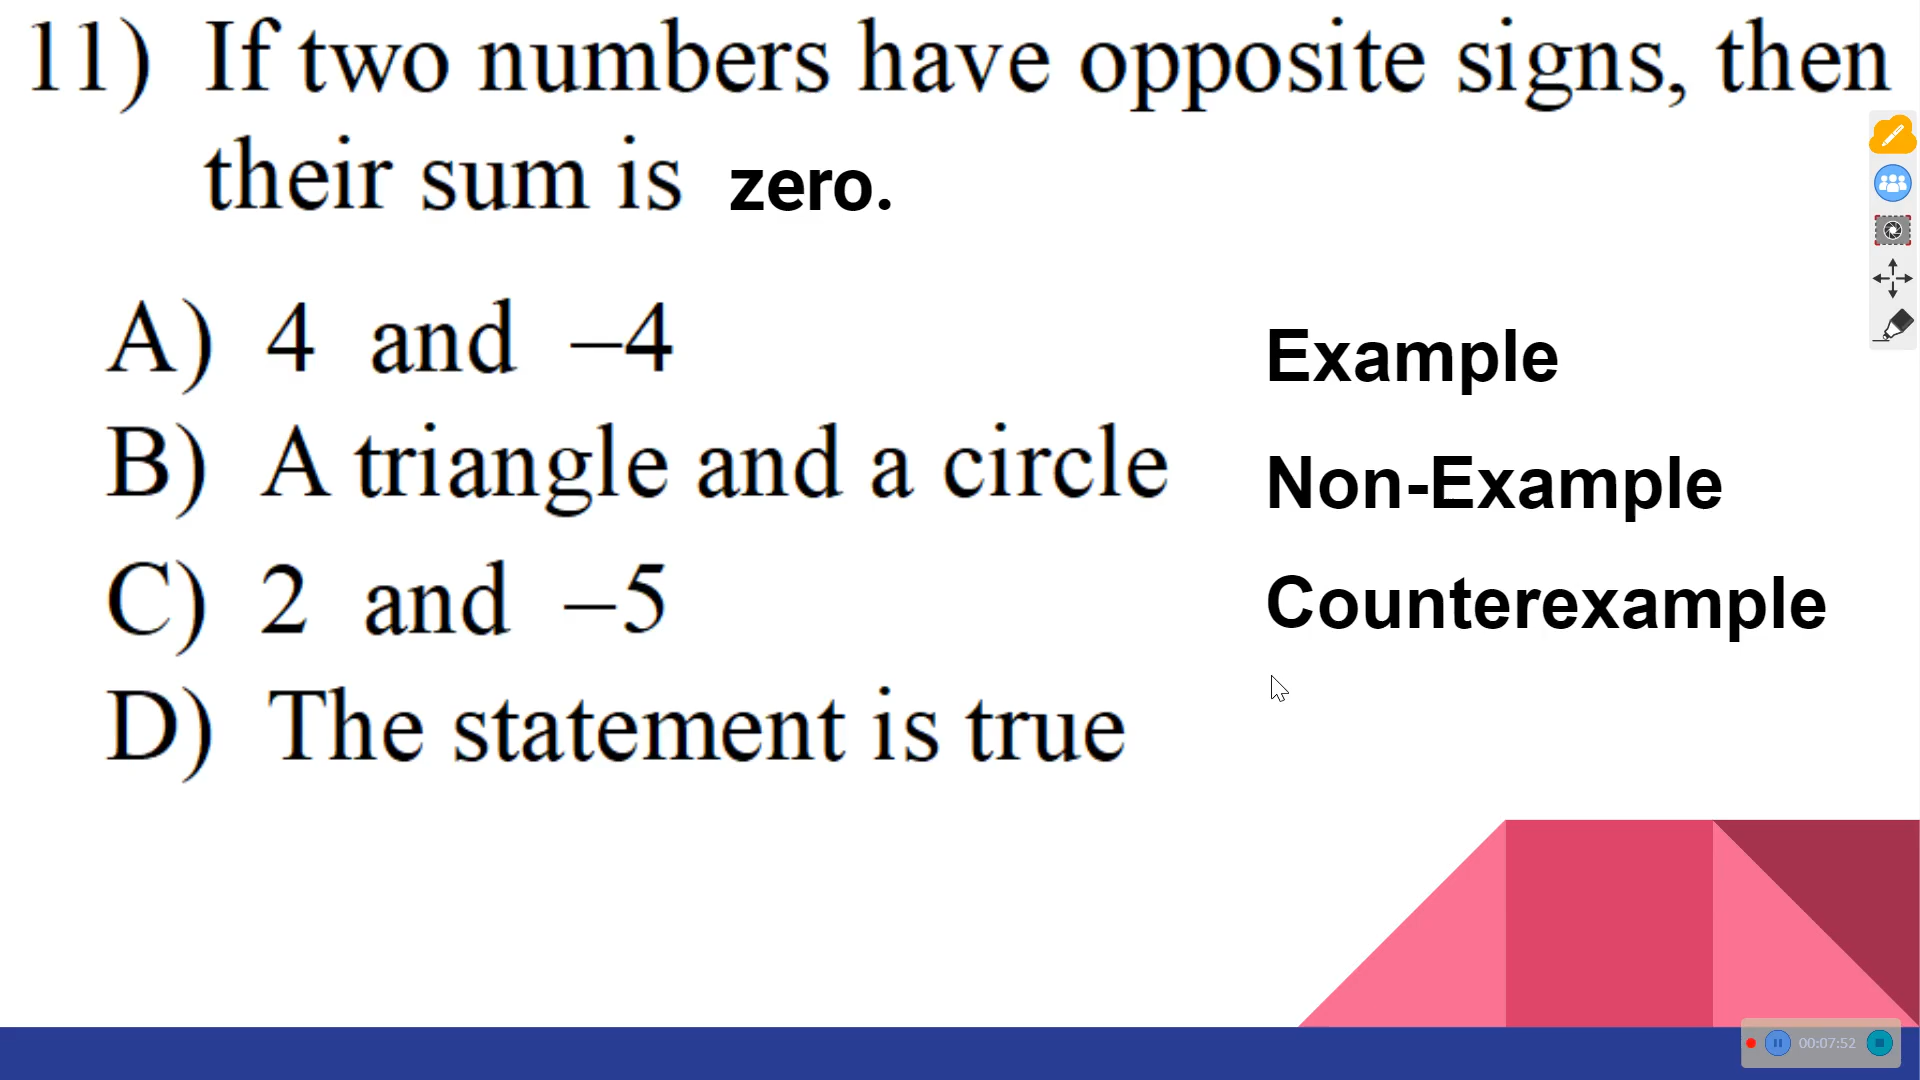 11) If two numbers have opposite signs, then
their sum is zero.
A) 4 and –4 Example
B) A triangle and a circle Non-Example
C) 2 and –5 Counterexample
D) The statement is true
00:07:52